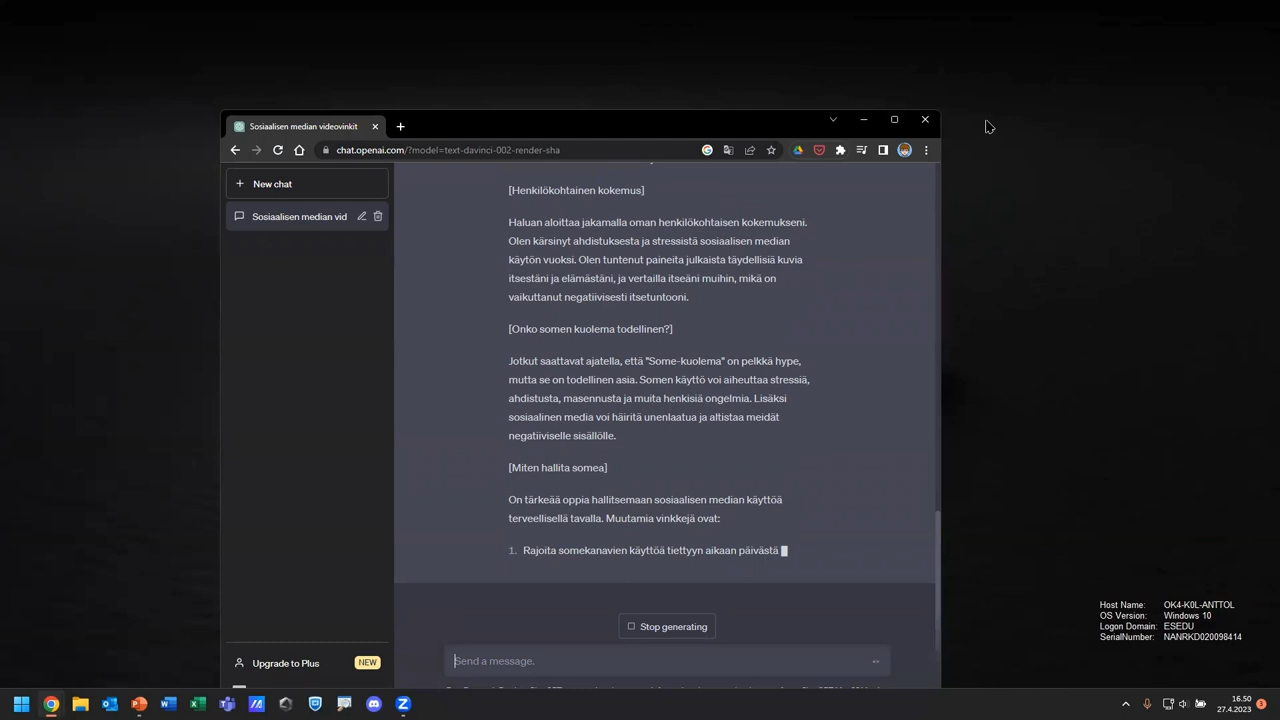 Sosiaalisen median videovinkit
chat.openai.com/?model=text-davinci-002-render-sha
New chat
Sosiaalisen median vid
[Henkilökohtainen kokemus]
Haluan aloittaa jakamalla oman henkilökohtaisen kokemukseni.
Olen kärsinyt ahdistuksesta ja stressistä sosiaalisen median
käytön vuoksi. Olen tuntenut paineita julkaista täydellisiä kuvia
itsestäni ja elämästäni, ja vertailla itseäni muihin, mikä on
vaikuttanut negatiivisesti itsetuntooni.
[Onko somen kuolema todellinen?]
Jotkut saattavat ajatella, että "Some-kuolema" on pelkkä hype,
mutta se on todellinen asia. Somen käyttö voi aiheuttaa stressiä,
ahdistusta, masennusta ja muita henkisiä ongelmia. Lisäksi
sosiaalinen media voi häiritä unenlaatua ja altistaa meidät
negatiiviselle sisällölle.
[Miten hallita somea]
On tärkeää oppia hallitsemaan sosiaalisen median käyttöä
terveellisellä tavalla. Muutamia vinkkejä ovat:
1. Rajoita somekanavien käyttöä tiettyyn aikaan päivästä
Stop generating
Send a message.
Upgrade to Plus NEW
Host Name: OK4-K0L-ANTTOL
OS Version: Windows 10
Logon Domain: ESEDU
SerialNumber: NANRKD020098414
16.50
27.4.2023
3